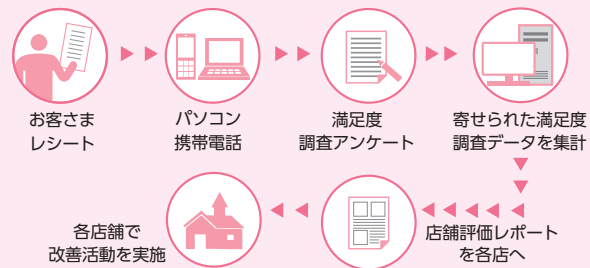 お客さま
レシート
パソコン
携帯電話
満足度
調査アンケート
寄せられた満足度
調査データを集計
店舗評価レポート
を各店へ
各店舗で
改善活動を実施